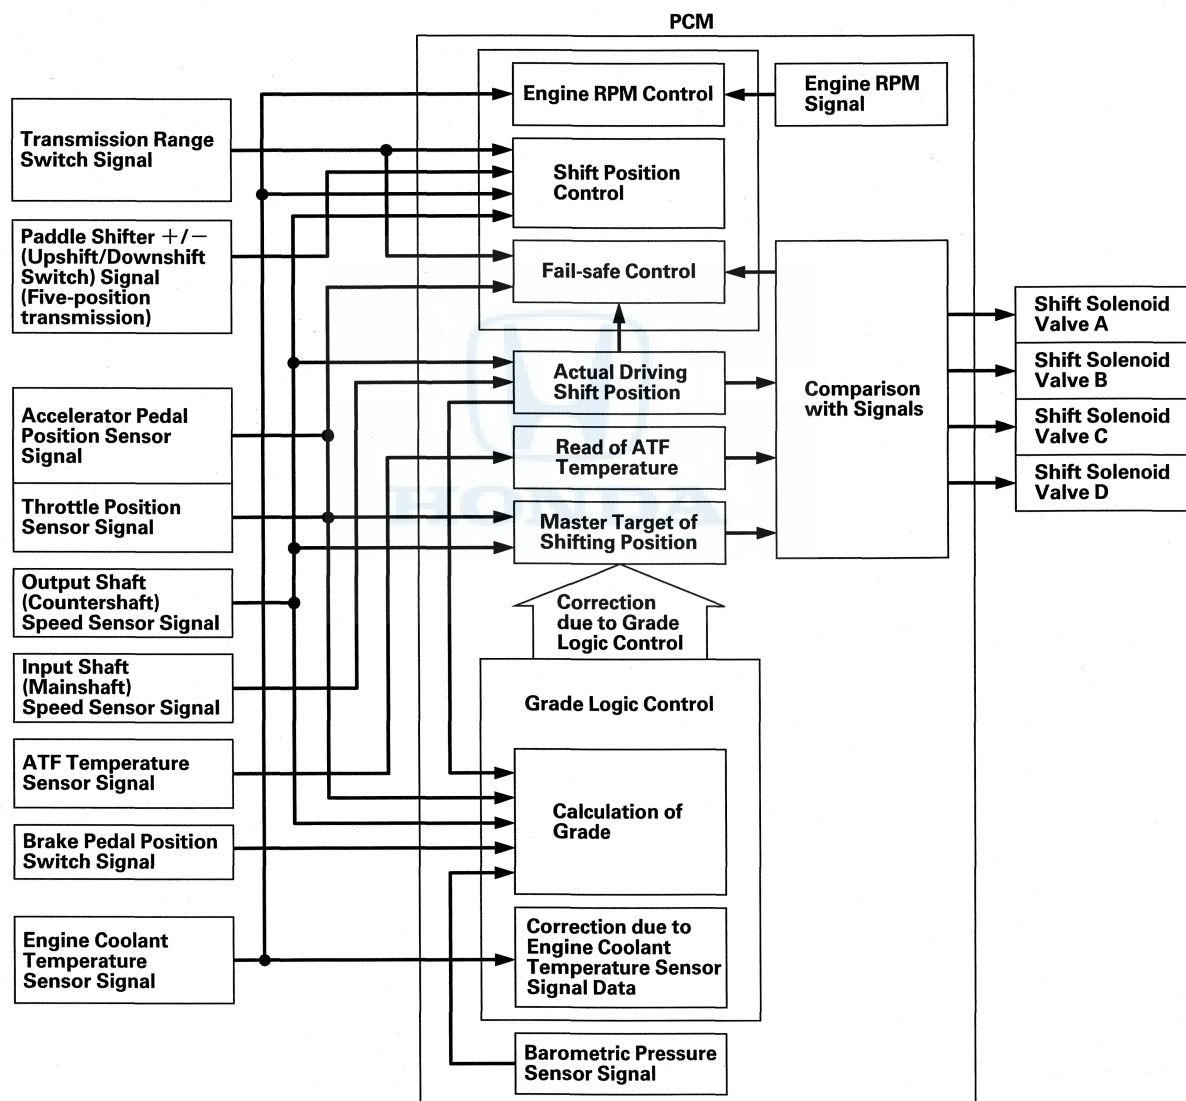 PCM
Engine RPM Control
Engine RPM
Signal
Transmission Range
Switch Signal
Shift Position
Control
Paddle Shifter +/−
(Upshift/Downshift
Switch) Signal
(Five-position
transmission)
Fail-safe Control
Shift Solenoid
Valve A
Shift Solenoid
Valve B
Shift Solenoid
Valve C
Shift Solenoid
Valve D
Actual Driving
Shift Position
Comparison
with Signals
Accelerator Pedal
Position Sensor
Signal
Read of ATF
Temperature
HONDA
Throttle Position
Sensor Signal
Master Target of
Shifting Position
Output Shaft
(Countershaft)
Speed Sensor Signal
Correction
due to Grade
Logic Control
Input Shaft
(Mainshaft)
Speed Sensor Signal
Grade Logic Control
ATF Temperature
Sensor Signal
Calculation of
Grade
Brake Pedal Position
Switch Signal
Engine Coolant
Temperature
Sensor Signal
Correction due to
Engine Coolant
Temperature Sensor
Signal Data
Barometric Pressure
Sensor Signal